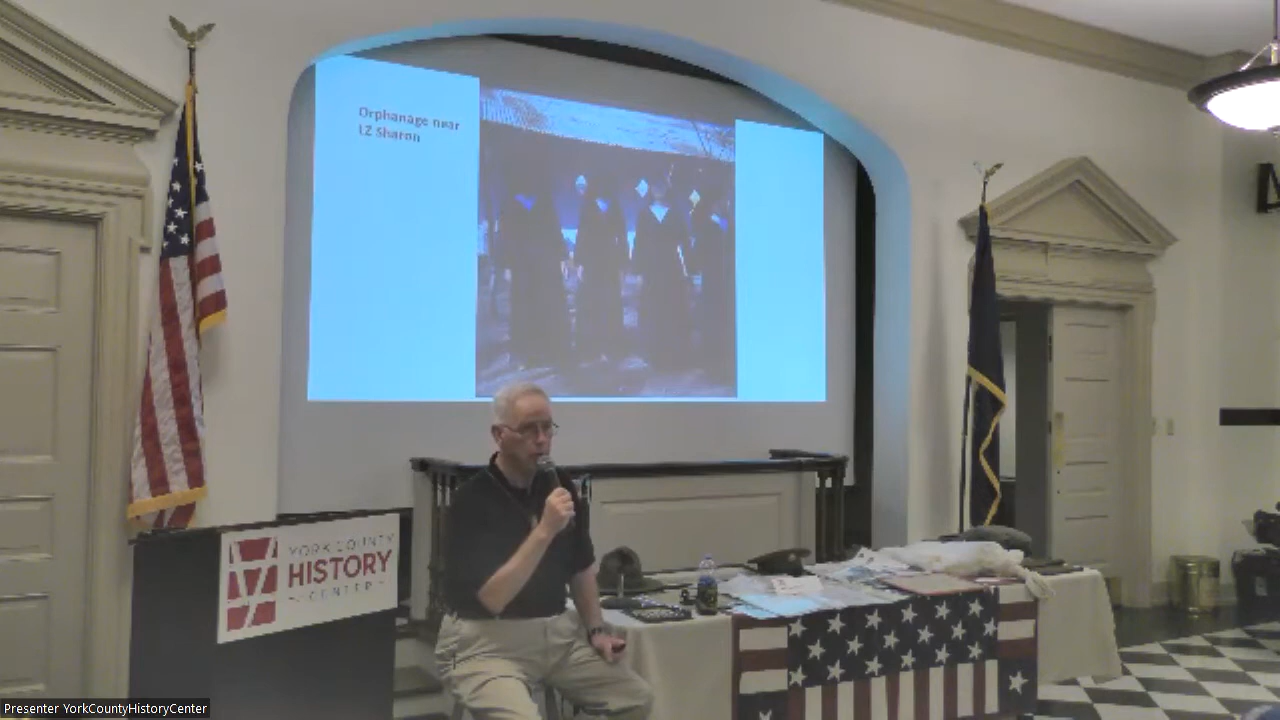 Orphanage near
LZ Sharon
YORK COUNTY
HISTORY
CENTER
Presenter YorkCountyHistoryCenter